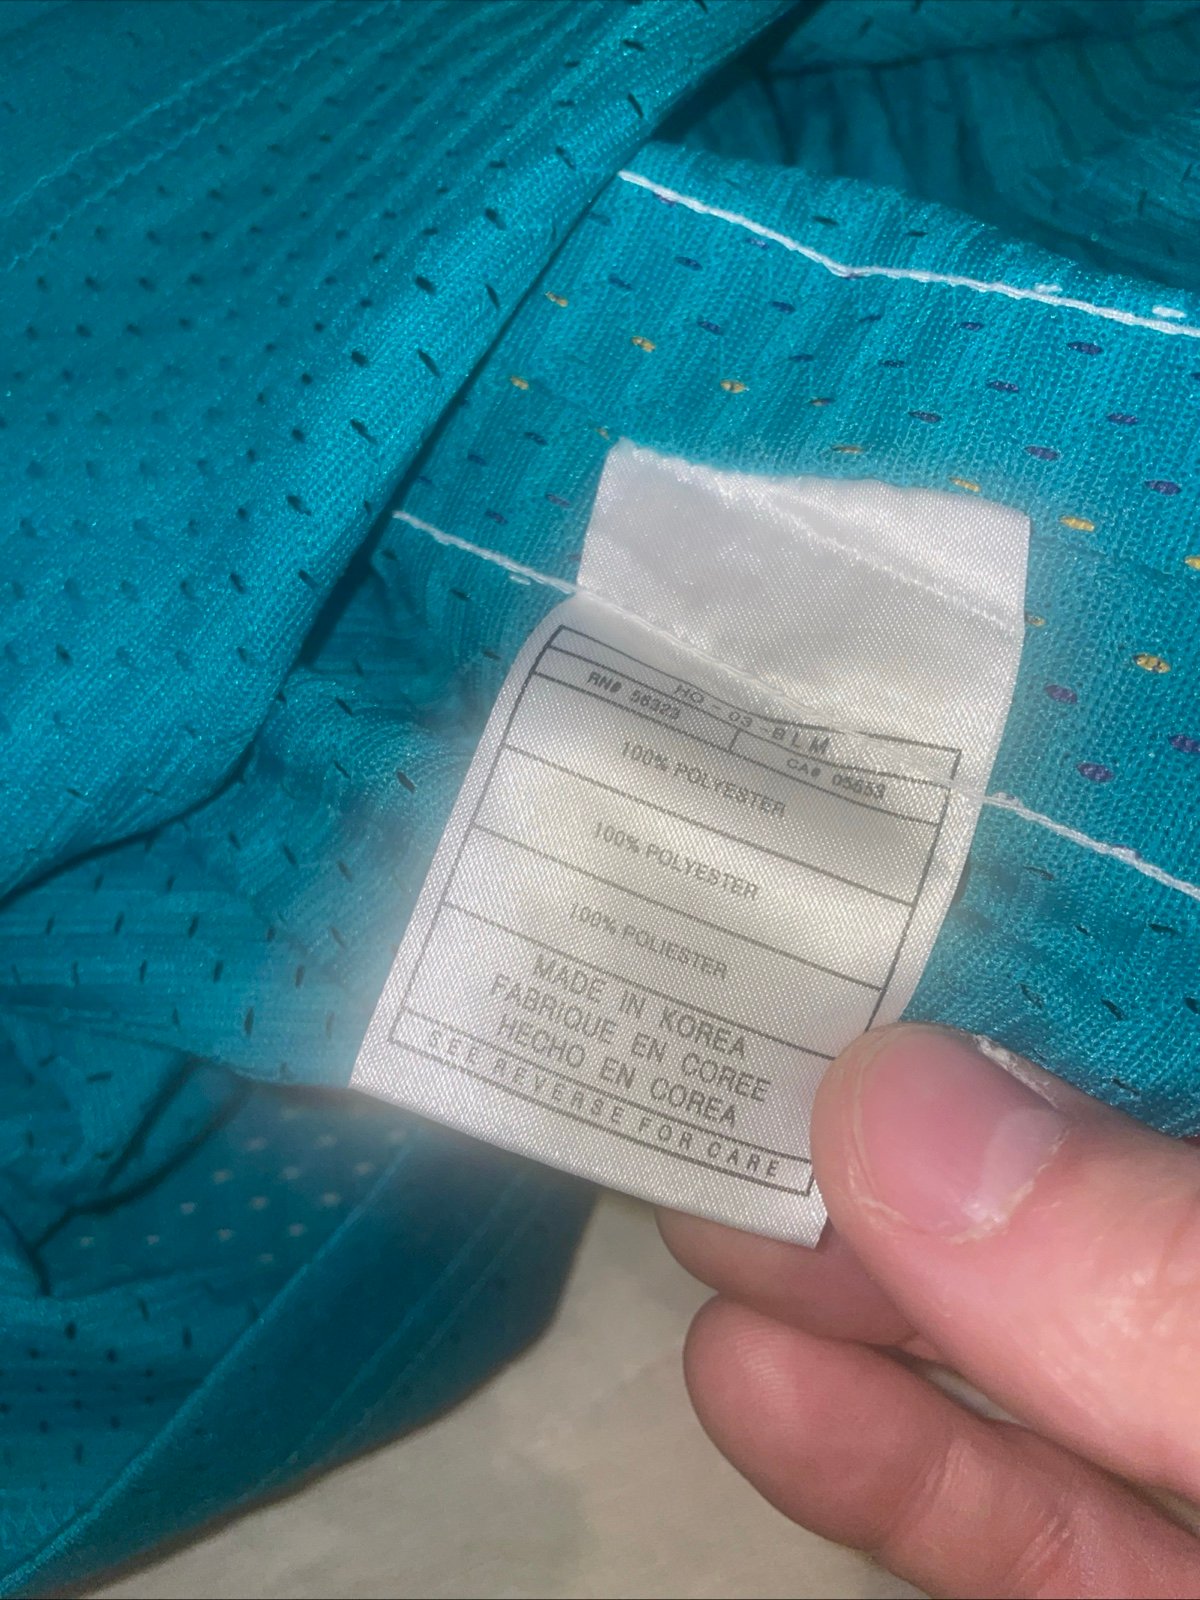 HO-03-BLM
RN# 56323 CA# 05553
100% POLYESTER
100% POLYESTER
100% POLIESTER
MADE IN KOREA
FABRIQUE EN COREE
HECHO EN COREA
SEE REVERSE FOR CARE